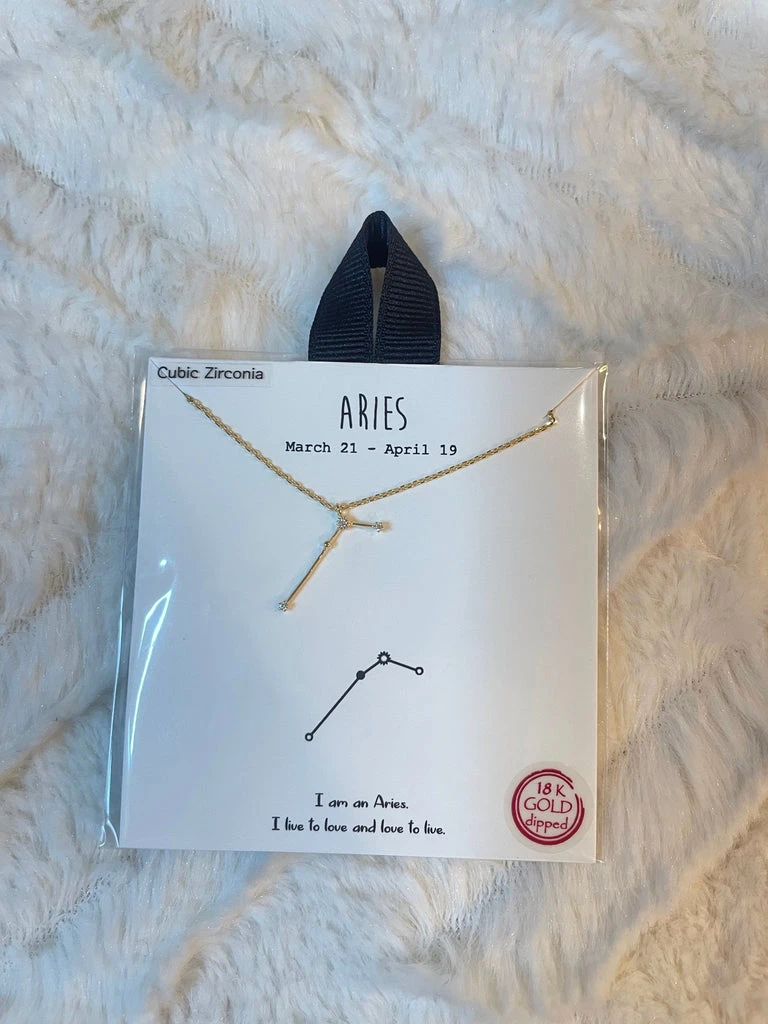 Cubic Zirconia
ARIES
March 21 - April 19
I am an Aries.
I live to love and love to live.
18 K
GOLD
dipped